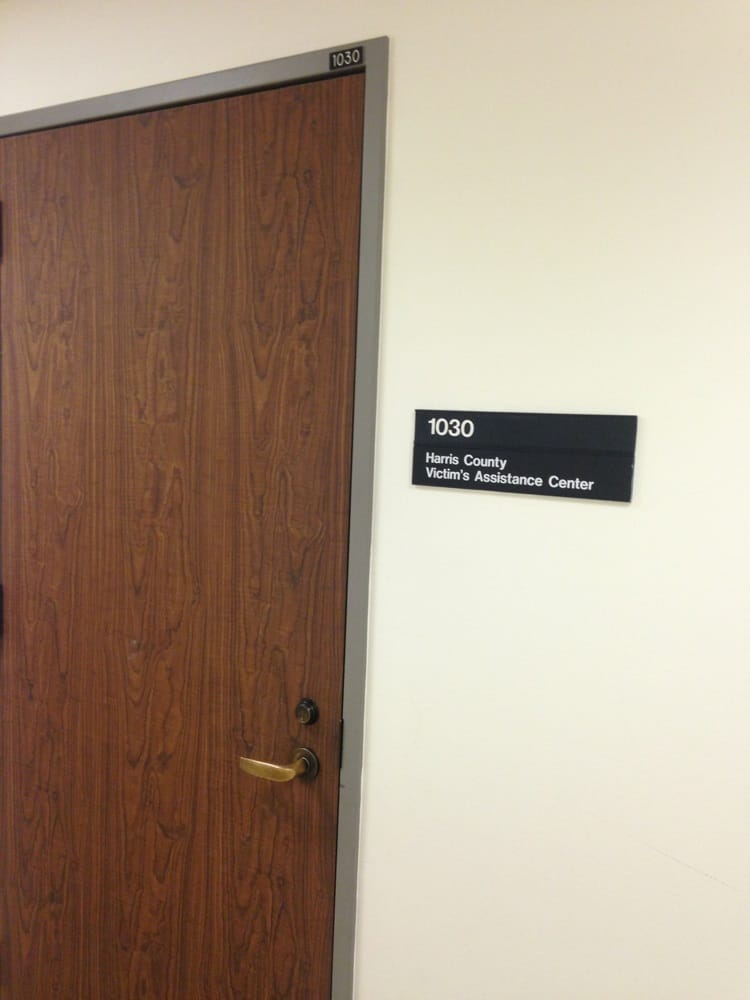 1030
1030
Harris County
Victim's Assistance Center